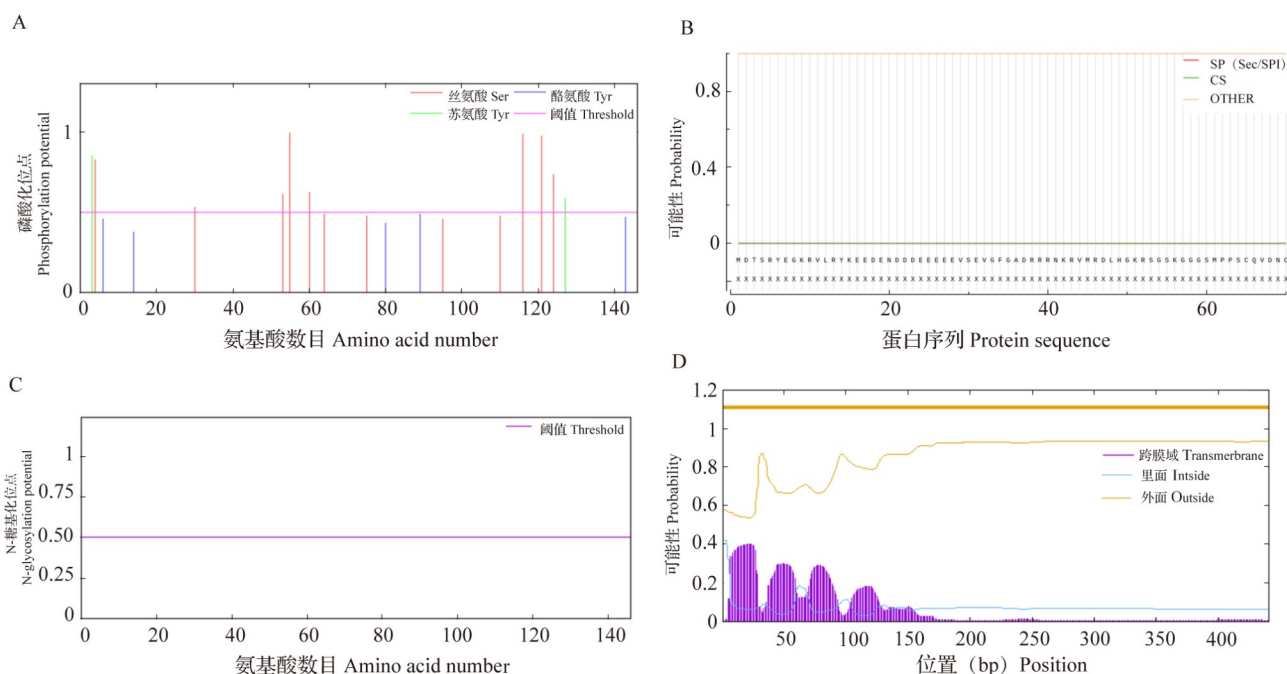 A
磷酸化位点
Phosphorylation potential
1
0
丝氨酸 Ser
酪氨酸 Tyr
苏氨酸 Tyr
阈值 Threshold
0 20 40 60 80 100 120 140
氨基酸数目 Amino acid number
B
可能性 Probability
0.8
0.4
0
SP（Sec/SPI）
CS
OTHER
0 20 40 60
蛋白序列 Protein sequence
C
N-糖基化位点
N-glycosylation potential
1
0.75
0.50
0.25
0
阈值 Threshold
0 20 40 60 80 100 120 140
氨基酸数目 Amino acid number
D
可能性 Probability
1.2
1
0.8
0.6
0.4
0.2
0
跨膜域 Transmerbrane
里面 Intside
外面 Outside
50 100 150 200 250 300 350 400
位置（bp）Position